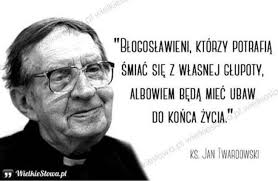 "Błogosławieni, którzy potrafią
śmiać się z własnej głupoty,
albowiem będą mieć ubaw
do końca życia."
ks. Jan Twardowski
WielkieSłowa.pl